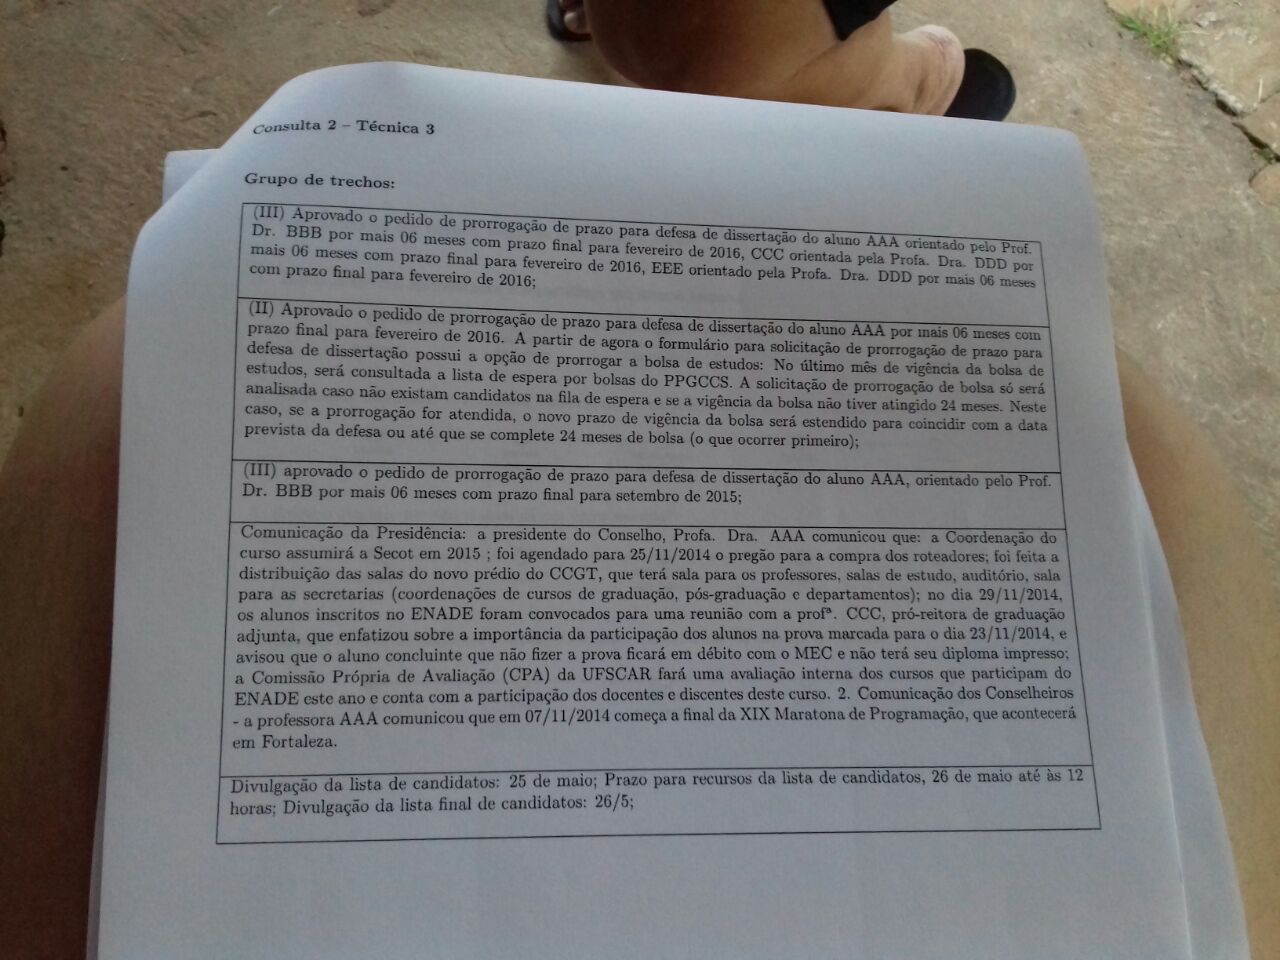 Consulta 2 – Técnica 3
Grupo de trechos:
(III) Aprovado o pedido de prorrogação de prazo para defesa de dissertação do aluno AAA orientado pelo Prof.
Dr. BBB por mais 06 meses com prazo final para fevereiro de 2016, CCC orientada pela Profa. Dra. DDD por
mais 06 meses com prazo final para fevereiro de 2016, EEE orientado pela Profa. Dra. DDD por mais 06 meses
com prazo final para fevereiro de 2016;
(II) Aprovado o pedido de prorrogação de prazo para defesa de dissertação do aluno AAA por mais 06 meses com
prazo final para fevereiro de 2016. A partir de agora o formulário para solicitação de prorrogação de prazo para
defesa de dissertação possui a opção de prorrogar a bolsa de estudos: No último mês de vigência da bolsa de
estudos, será consultada a lista de espera por bolsas do PPGCCS. A solicitação de prorrogação de bolsa só será
analisada caso não existam candidatos na fila de espera e se a vigência da bolsa não tiver atingido 24 meses. Neste
caso, se a prorrogação for atendida, o novo prazo de vigência da bolsa será estendido para coincidir com a data
prevista da defesa ou até que se complete 24 meses de bolsa (o que ocorrer primeiro);
(III) aprovado o pedido de prorrogação de prazo para defesa de dissertação do aluno AAA, orientado pelo Prof.
Dr. BBB por mais 06 meses com prazo final para setembro de 2015;
Comunicação da Presidência: a presidente do Conselho, Profa. Dra. AAA comunicou que: a Coordenação do
curso assumirá a Secot em 2015 ; foi agendado para 25/11/2014 o pregão para a compra dos roteadores; foi feita a
distribuição das salas do novo prédio do CCGT, que terá sala para os professores, salas de estudo, auditório, sala
para as secretarias (coordenações de cursos de graduação, pós-graduação e departamentos); no dia 29/11/2014,
os alunos inscritos no ENADE foram convocados para uma reunião com a profª. CCC, pró-reitora de graduação
adjunta, que enfatizou sobre a importância da participação dos alunos na prova marcada para o dia 23/11/2014, e
avisou que o aluno concluinte que não fizer a prova ficará em débito com o MEC e não terá seu diploma impresso;
a Comissão Própria de Avaliação (CPA) da UFSCAR fará uma avaliação interna dos cursos que participam do
ENADE este ano e conta com a participação dos docentes e discentes deste curso. 2. Comunicação dos Conselheiros
- a professora AAA comunicou que em 07/11/2014 começa a final da XIX Maratona de Programação, que acontecerá
em Fortaleza.
Divulgação da lista de candidatos: 25 de maio; Prazo para recursos da lista de candidatos, 26 de maio até às 12
horas; Divulgação da lista final de candidatos: 26/5;